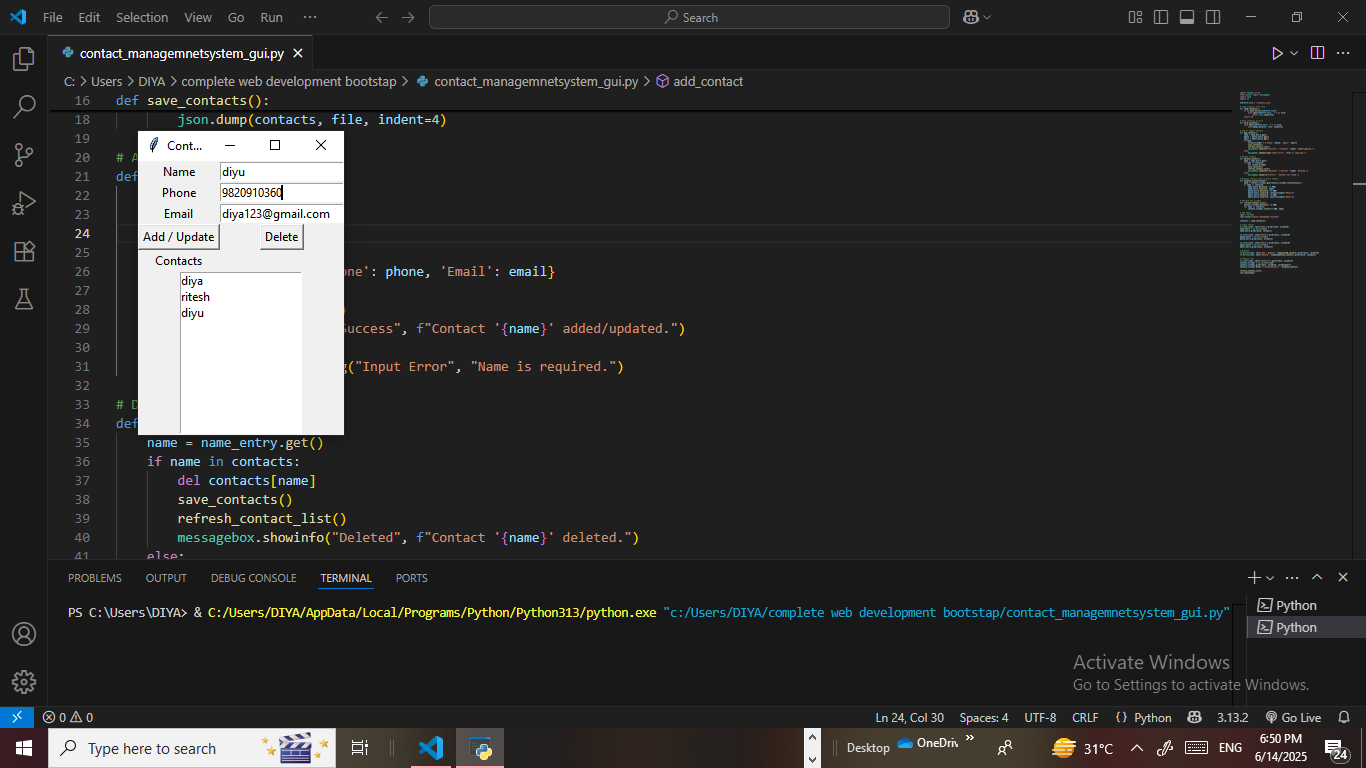 File Edit Selection View Go Run ··· Search
contact_managemnetsystem_gui.py
C: > Users > DIYA > complete web development bootstap > contact_managemnetsystem_gui.py > add_contact
16 def save_contacts():
18 json.dump(contacts, file, indent=4)
19
20 # A
21 def
22
23
24
25
26 one': phone, 'Email': email}
27
28 )
29 Success", f"Contact '{name}' added/updated.")
30
31 g("Input Error", "Name is required.")
32
33 # D
34 def
35 name = name_entry.get()
36 if name in contacts:
37 del contacts[name]
38 save_contacts()
39 refresh_contact_list()
40 messagebox.showinfo("Deleted", f"Contact '{name}' deleted.")
41 else:
Cont...
Name diyu
Phone 9820910360
Email diya123@gmail.com
Add / Update Delete
Contacts
diya
ritesh
diyu
PROBLEMS OUTPUT DEBUG CONSOLE TERMINAL PORTS
PS C:\Users\DIYA> & C:/Users/DIYA/AppData/Local/Programs/Python/Python313/python.exe "c:/Users/DIYA/complete web development bootstap/contact_managemnetsystem_gui.py"
Python
Python
Activate Windows
Go to Settings to activate Windows.
0 0 Ln 24, Col 30 Spaces: 4 UTF-8 CRLF {} Python 3.13.2 Go Live
Type here to search Desktop OneDriv 31°C ENG 6:50 PM
6/14/2025 24